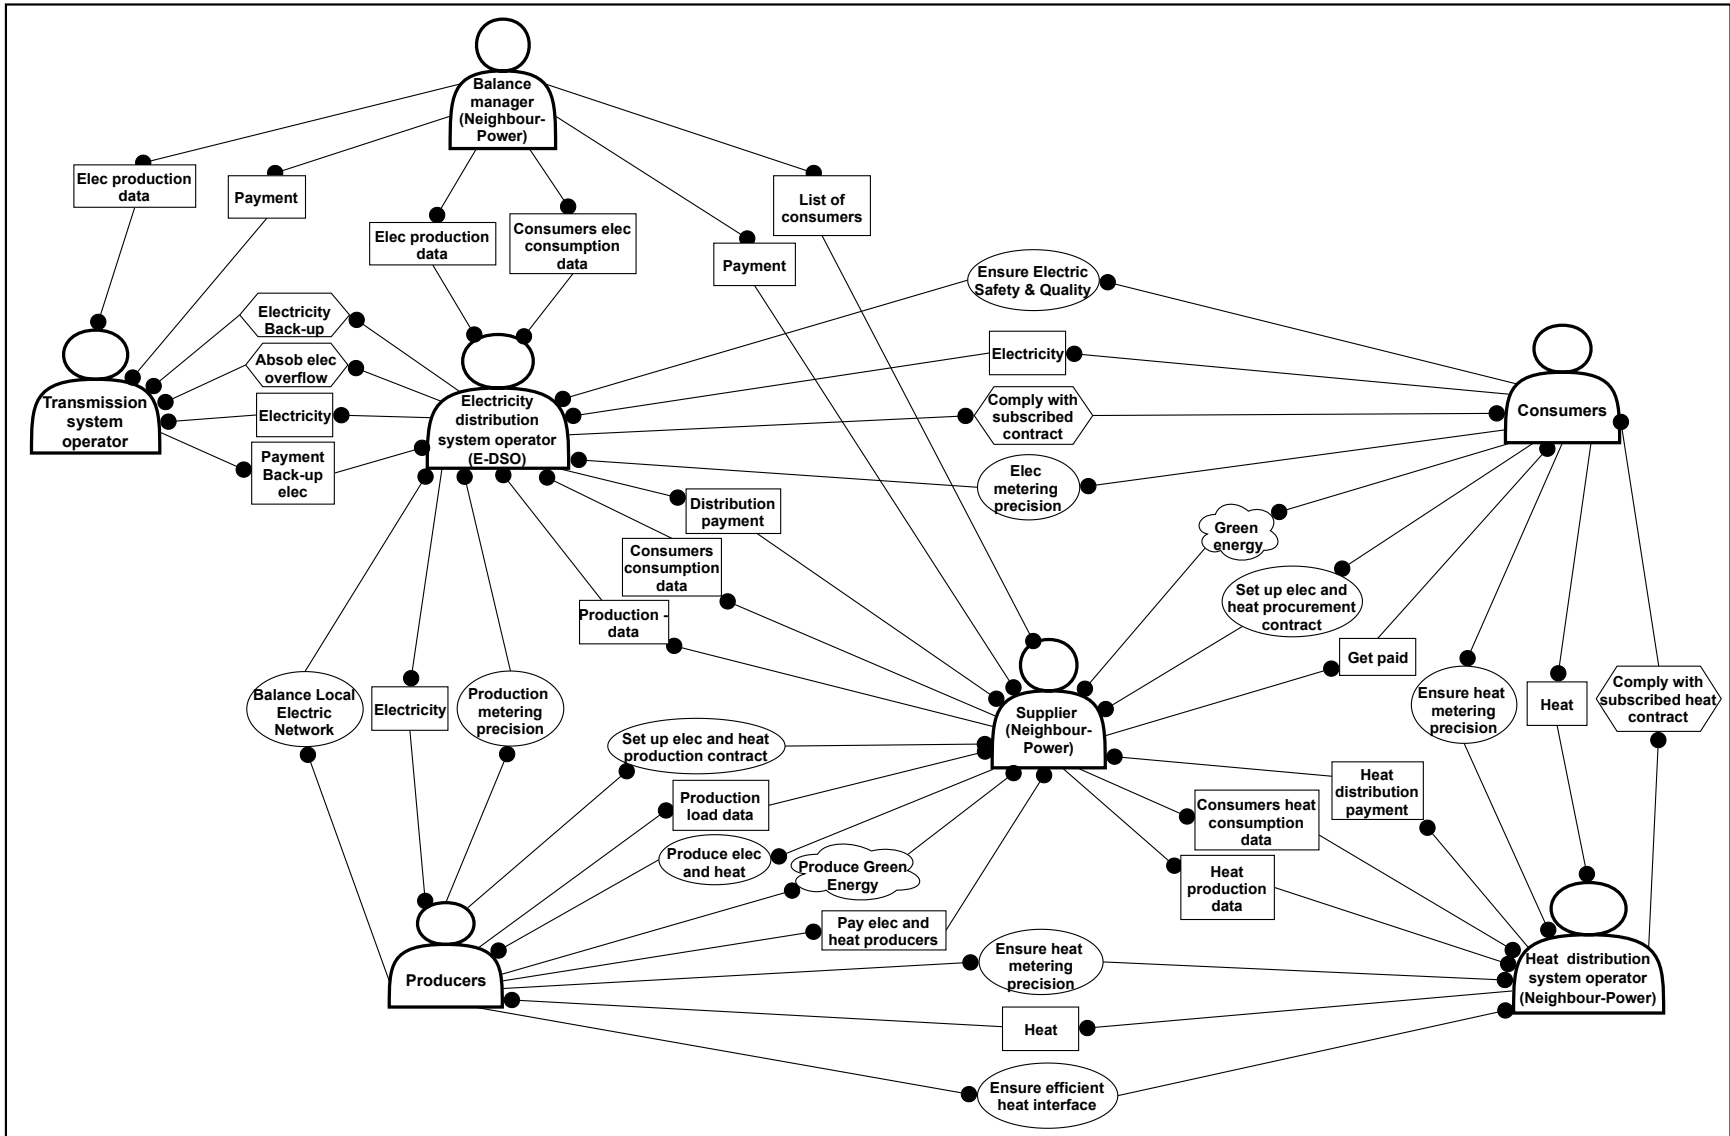 Balance
manager
(Neighbour-
Power)
Elec production
data
Payment
List of
consumers
Elec production
data
Consumers elec
consumption
data
Payment
Ensure Electric
Safety & Quality
Electricity
Back-up
Absob elec
overflow
Electricity
Payment
Back-up
elec
Transmission
system
operator
Electricity
distribution
system operator
(E-DSO)
Electricity
Comply with
subscribed
contract
Elec
metering
precision
Consumers
Distribution
payment
Consumers
consumption
data
Production -
data
Green
energy
Set up elec and
heat procurement
contract
Get paid
Ensure heat
metering
precision
Heat
Comply with
subscribed heat
contract
Balance Local
Electric
Network
Electricity
Production
metering
precision
Supplier
(Neighbour-
Power)
Set up elec and heat
production contract
Production
load data
Produce elec
and heat
Produce Green
Energy
Pay elec and
heat producers
Heat
distribution
payment
Consumers heat
consumption
data
Heat
production
data
Producers
Ensure heat
metering
precision
Heat
Ensure efficient
heat interface
Heat  distribution
system operator
(Neighbour-Power)